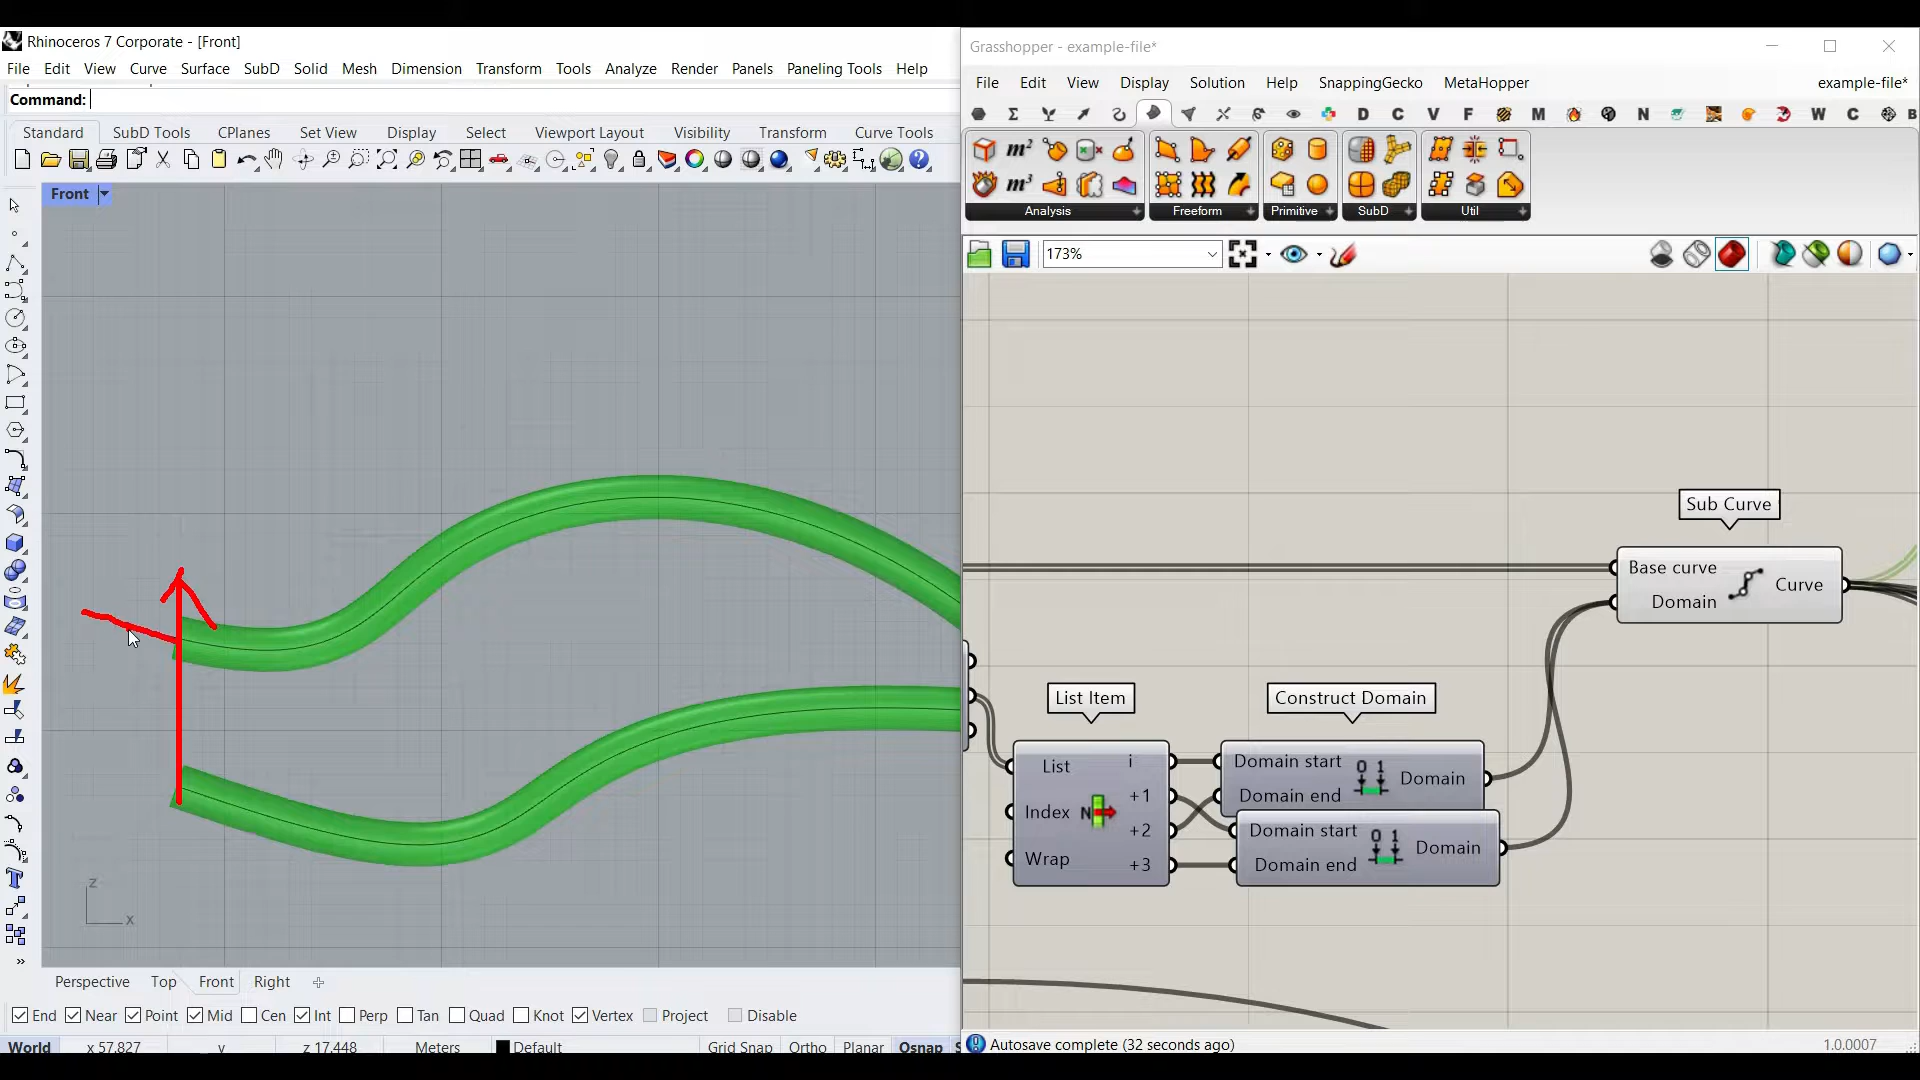 Rhinoceros 7 Corporate - [Front]
File Edit View Curve Surface SubD Solid Mesh Dimension Transform Tools Analyze Render Panels Paneling Tools Help
Command:
Standard SubD Tools CPlanes Set View Display Select Viewport Layout Visibility Transform Curve Tools
Front
z
x
Perspective Top Front Right
End Near Point Mid Cen Int Perp Tan Quad Knot Vertex Project Disable
World x 57.827 y z 17.448 Meters Default Grid Snap Ortho Planar Osnap S
Grasshopper - example-file*
File Edit View Display Solution Help SnappingGecko MetaHopper example-file*
D C V F M N W C B
m² m³
Analysis Freeform Primitive SubD Util
173%
Sub Curve
Base curve
Domain
Curve
List Item
List
Index
Wrap
N
i
+1
+2
+3
Construct Domain
Domain start
Domain end
0 1
Domain
Domain start
Domain end
0 1
Domain
Autosave complete (32 seconds ago)
1.0.0007